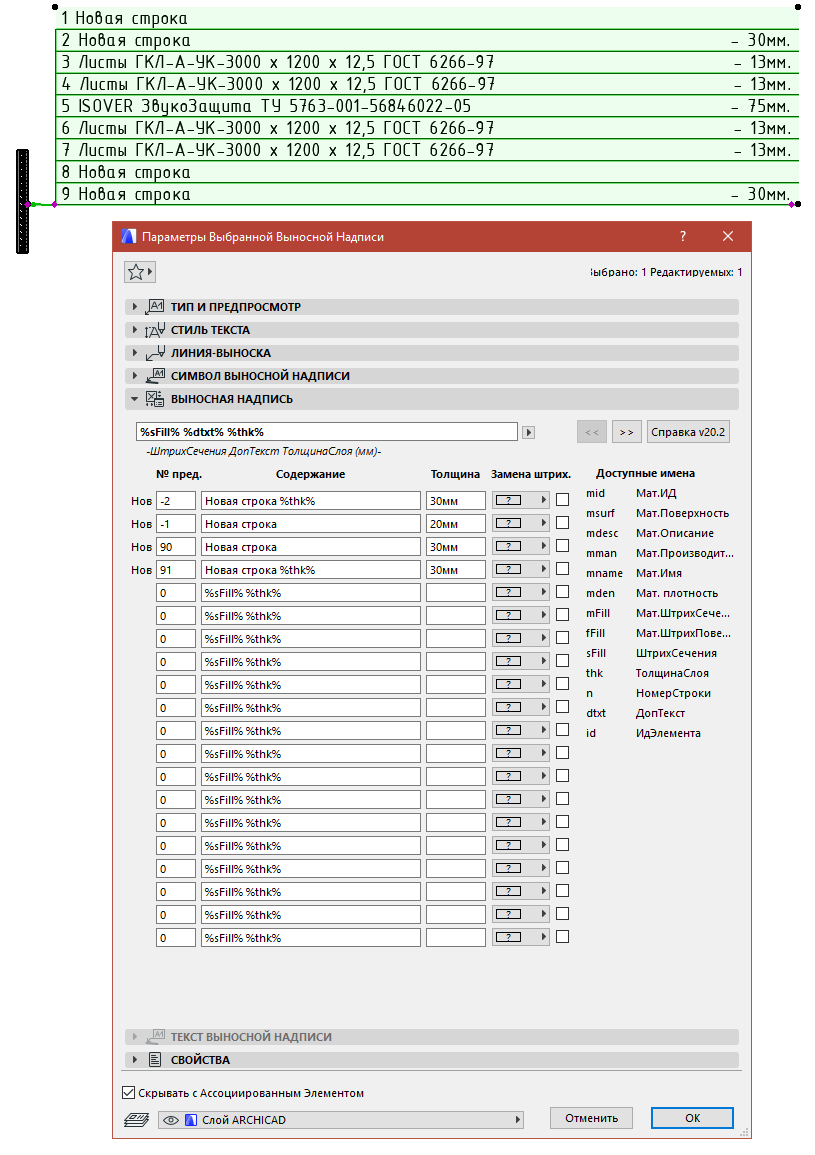 1 Новая строка
2 Новая строка – 30мм.
3 Листы ГКЛ-А-УК-3000 х 1200 х 12,5 ГОСТ 6266-97 – 13мм.
4 Листы ГКЛ-А-УК-3000 х 1200 х 12,5 ГОСТ 6266-97 – 13мм.
5 ISOVER ЗвукоЗащита ТУ 5763-001-56846022-05 – 75мм.
6 Листы ГКЛ-А-УК-3000 х 1200 х 12,5 ГОСТ 6266-97 – 13мм.
7 Листы ГКЛ-А-УК-3000 х 1200 х 12,5 ГОСТ 6266-97 – 13мм.
8 Новая строка
9 Новая строка – 30мм.
Параметры Выбранной Выносной Надписи ?
Зыбрано: 1 Редактируемых: 1
ТИП И ПРЕДПРОСМОТР
СТИЛЬ ТЕКСТА
ЛИНИЯ-ВЫНОСКА
СИМВОЛ ВЫНОСНОЙ НАДПИСИ
ВЫНОСНАЯ НАДПИСЬ
%sFill% %dtxt% %thk% << >> Справка v20.2
-ШтрихСечения ДопТекст ТолщинаСлоя (мм)-
№ пред. Содержание Толщина Замена штрих. Доступные имена
Нов -2 Новая строка %thk% 30мм ? mid Мат.ИД
Нов -1 Новая строка 20мм ? msurf Мат.Поверхность
Нов 90 Новая строка 30мм ? mdesc Мат.Описание
Нов 91 Новая строка %thk% 30мм ? mman Мат.Производит...
0 %sFill% %thk% ? mname Мат.Имя
0 %sFill% %thk% ? mden Мат. плотность
0 %sFill% %thk% ? mFill Мат.ШтрихСече...
0 %sFill% %thk% ? fFill Мат.ШтрихПове...
0 %sFill% %thk% ? sFill ШтрихСечения
0 %sFill% %thk% ? thk ТолщинаСлоя
0 %sFill% %thk% ? n НомерСтроки
0 %sFill% %thk% ? dtxt ДопТекст
0 %sFill% %thk% ? id ИдЭлемента
0 %sFill% %thk% ?
0 %sFill% %thk% ?
0 %sFill% %thk% ?
0 %sFill% %thk% ?
0 %sFill% %thk% ?
0 %sFill% %thk% ?
0 %sFill% %thk% ?
ТЕКСТ ВЫНОСНОЙ НАДПИСИ
СВОЙСТВА
Скрывать с Ассоциированным Элементом
Слой ARCHICAD Отменить ОК